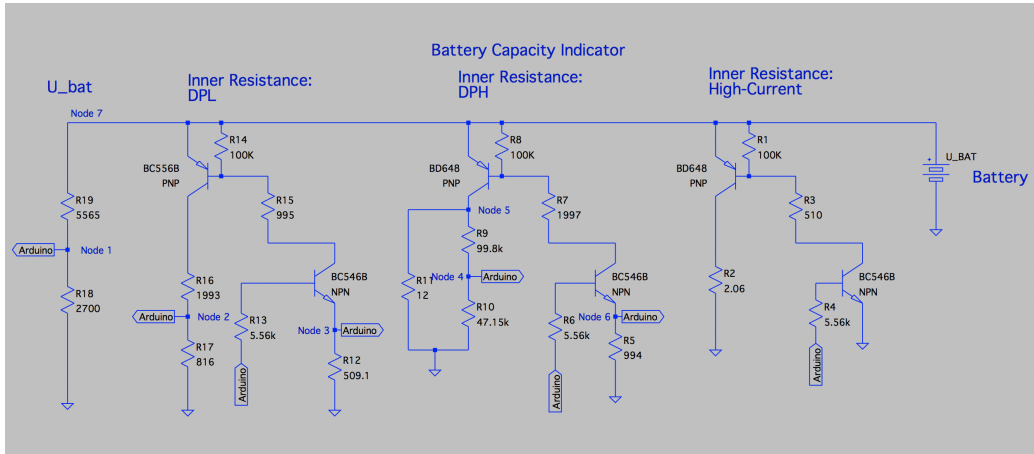 Battery Capacity Indicator
U_bat
Inner Resistance:
DPL
Inner Resistance:
DPH
Inner Resistance:
High-Current
Node 7
R14
100K
R8
100K
R1
100K
BC556B
PNP
BD648
PNP
BD648
PNP
U_BAT
+
Battery
R19
5565
R15
995
Node 5
R7
1997
R3
510
Arduino
Node 1
R9
99.8k
R16
1993
BC546B
NPN
Node 4
Arduino
BC546B
NPN
R2
2.06
BC546B
NPN
R18
2700
R11
12
R10
47.15k
R4
5.56k
Arduino
Node 2
R13
5.56k
Node 3
Arduino
R6
5.56k
Node 6
Arduino
R17
816
R12
509.1
R5
994
Arduino
Arduino
Arduino